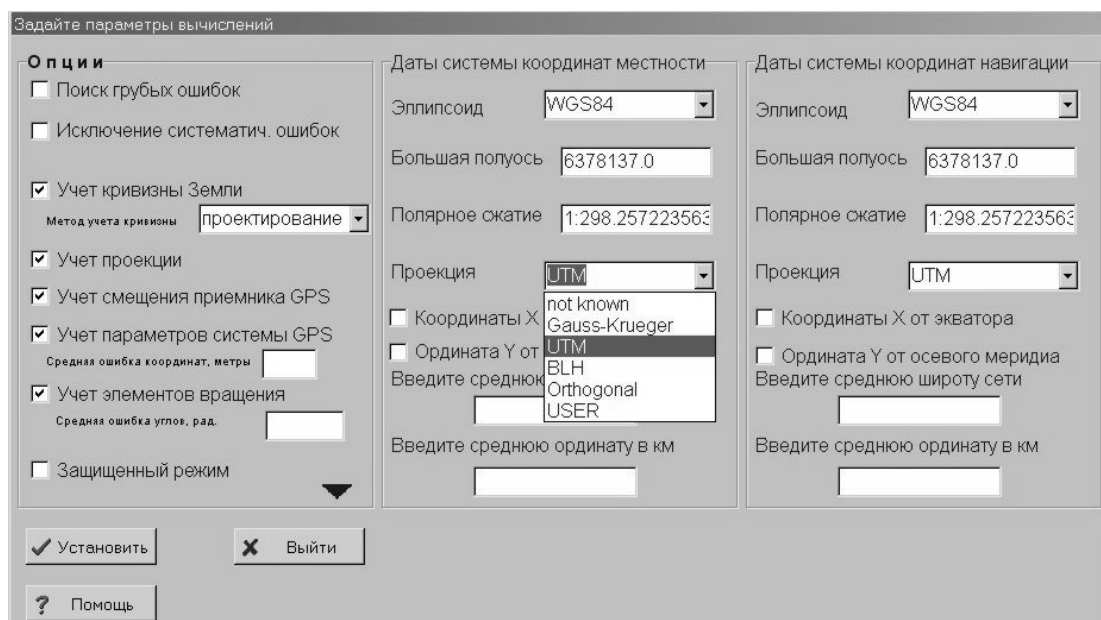 Задайте параметры вычислений
Опции
Поиск грубых ошибок
Исключение систематич. ошибок
Учет кривизны Земли
Метод учета кривизны
проектирование
Учет проекции
Учет смещения приемника GPS
Учет параметров системы GPS
Средняя ошибка координат, метры
Учет элементов вращения
Средняя ошибка углов, рад.
Защищенный режим
Даты системы координат местности
Эллипсоид
WGS84
Большая полуось
6378137.0
Полярное сжатие
1:298.257223563
Проекция
UTM
not known
Gauss-Krueger
UTM
BLH
Orthogonal
USER
Координаты X
Ордината Y от
Введите среднюю
Введите среднюю ординату в км
Даты системы координат навигации
Эллипсоид
WGS84
Большая полуось
6378137.0
Полярное сжатие
1:298.257223563
Проекция
UTM
Координаты X от экватора
Ордината Y от осевого меридиа
Введите среднюю широту сети
Введите среднюю ординату в км
Установить
Выйти
? Помощь